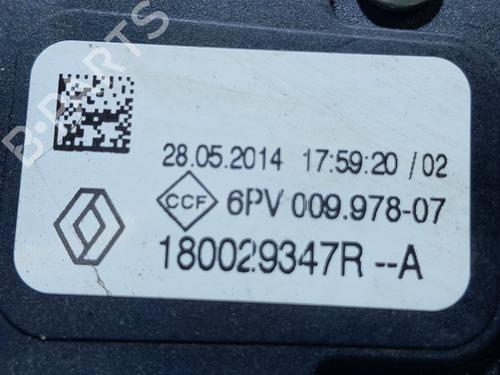 B-PARTS
28.05.2014 17:59:20 /02
CCF 6PV 009.978-07
180029347R --A